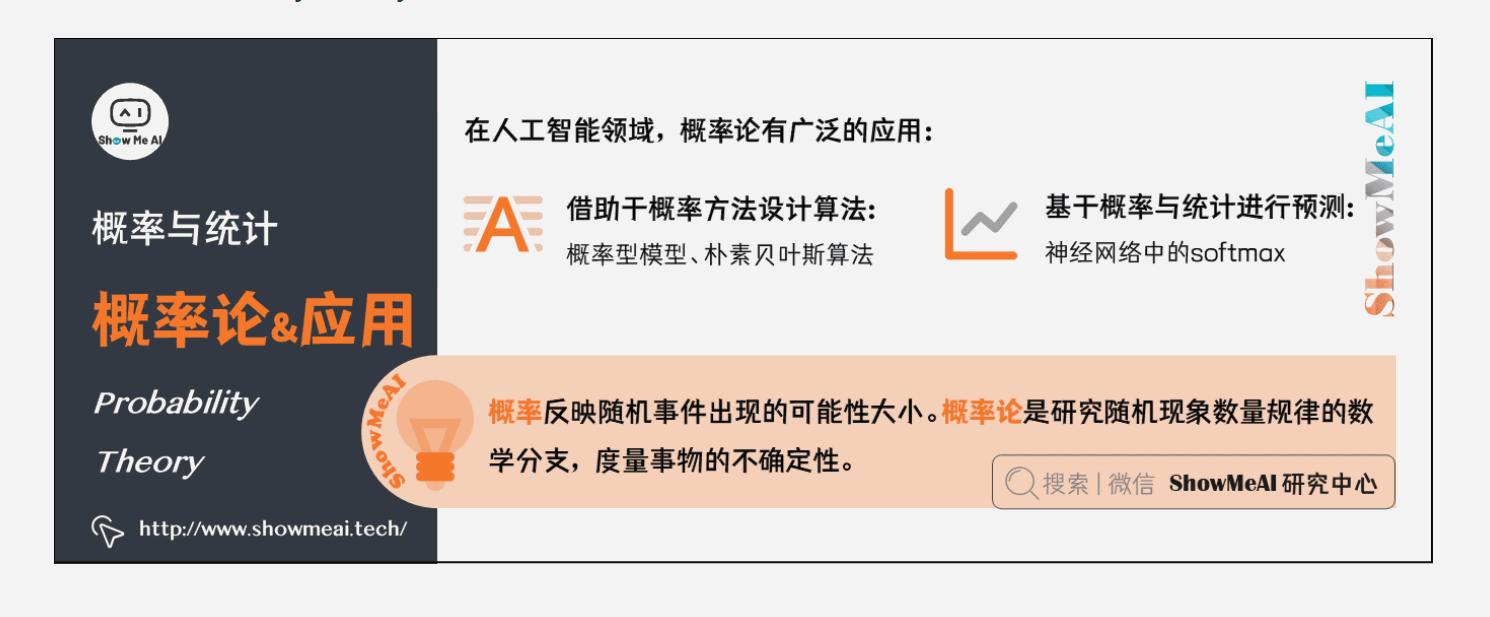 Show Me AI
概率与统计
概率论&应用
Probability
Theory
http://www.showmeai.tech/
在人工智能领域，概率论有广泛的应用：
借助于概率方法设计算法：
概率型模型、朴素贝叶斯算法
基于概率与统计进行预测：
神经网络中的softmax
ShowMeAI
ShowMeAI
概率反映随机事件出现的可能性大小。概率论是研究随机现象数量规律的数
学分支，度量事物的不确定性。
搜索 | 微信 ShowMeAI 研究中心